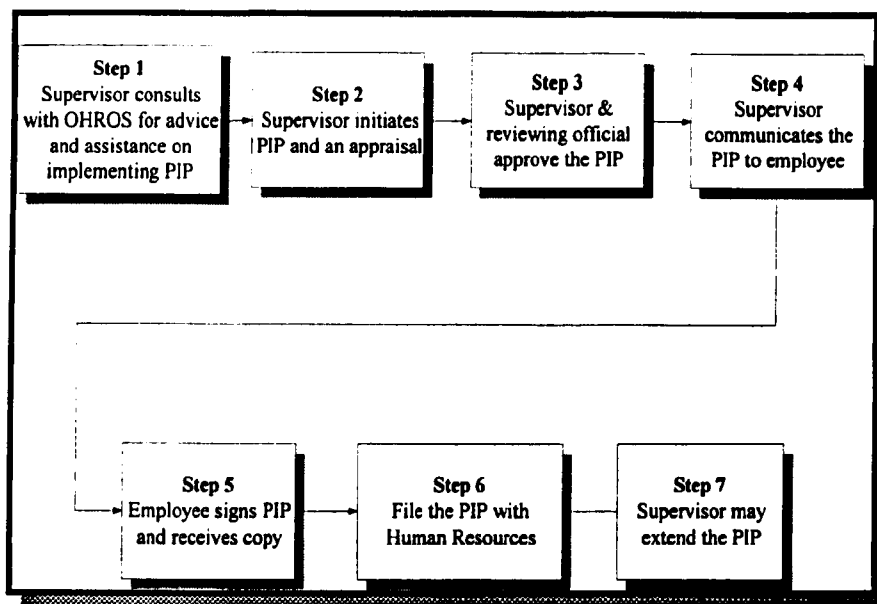 Step 1
Supervisor consults
with OHROS for advice
and assistance on
implementing PIP
Step 2
Supervisor initiates
PIP and an appraisal
Step 3
Supervisor &
reviewing official
approve the PIP
Step 4
Supervisor
communicates the
PIP to employee
Step 5
Employee signs PIP
and receives copy
Step 6
File the PIP with
Human Resources
Step 7
Supervisor may
extend the PIP